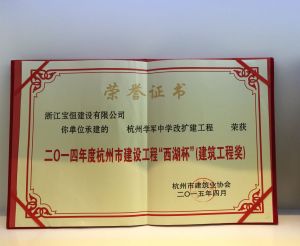 荣誉证书
浙江宝恒建设有限公司
你单位承建的 杭州学军中学改扩建工程 荣获
二〇一四年度杭州市建设工程“西湖杯”(建筑工程奖)
杭州市建筑业协会
二〇一五年四月